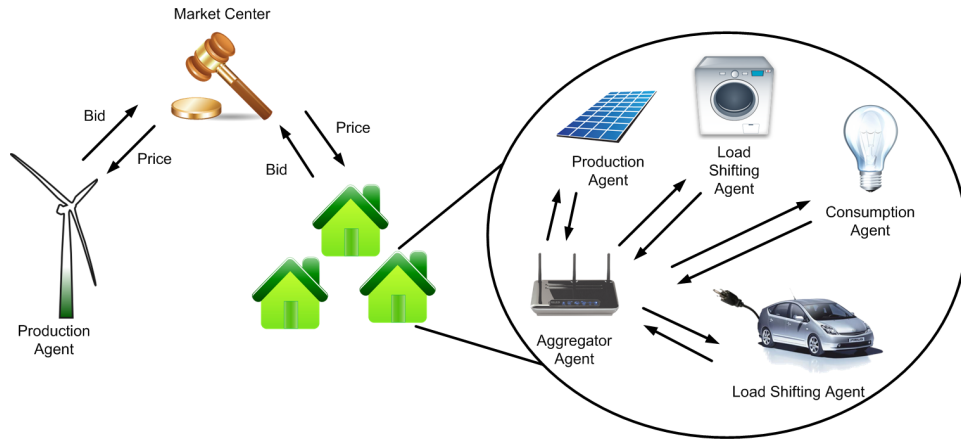 Market Center
Bid
Price
Price
Bid
Production
Agent
Production
Agent
Load
Shifting
Agent
Consumption
Agent
Aggregator
Agent
Load Shifting Agent